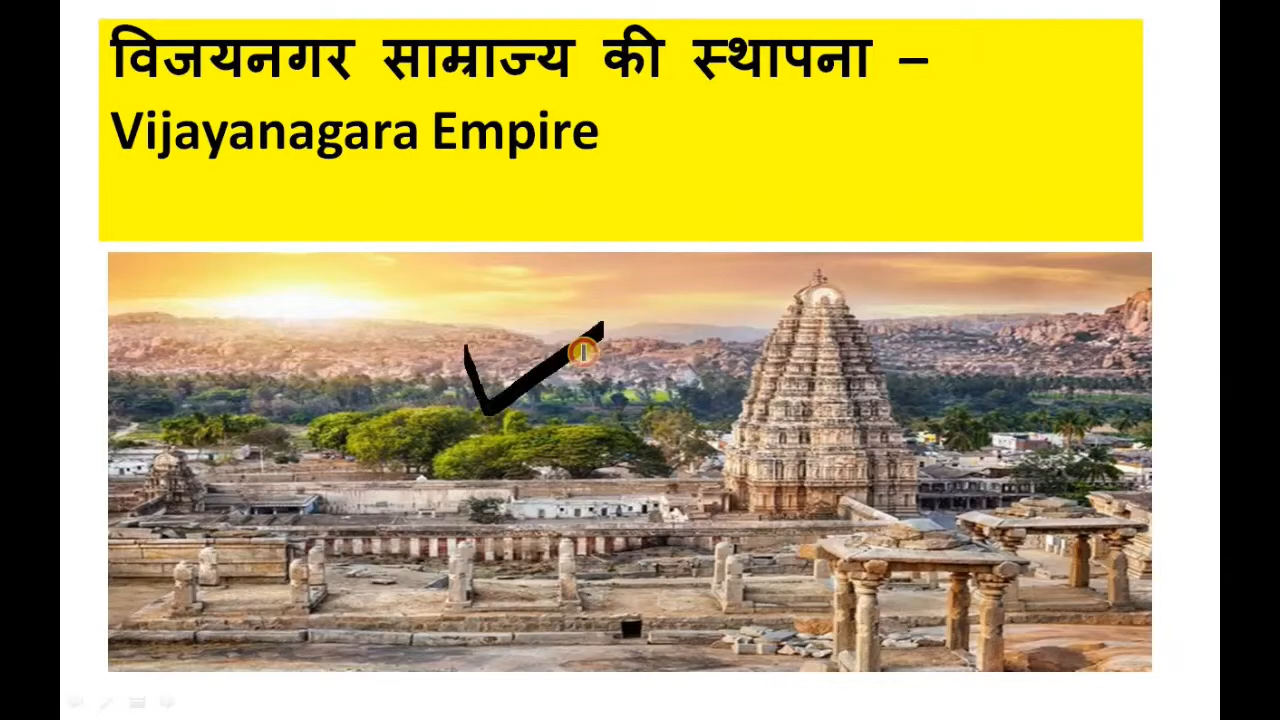 विजयनगर साम्राज्य की स्थापना –
Vijayanagara Empire